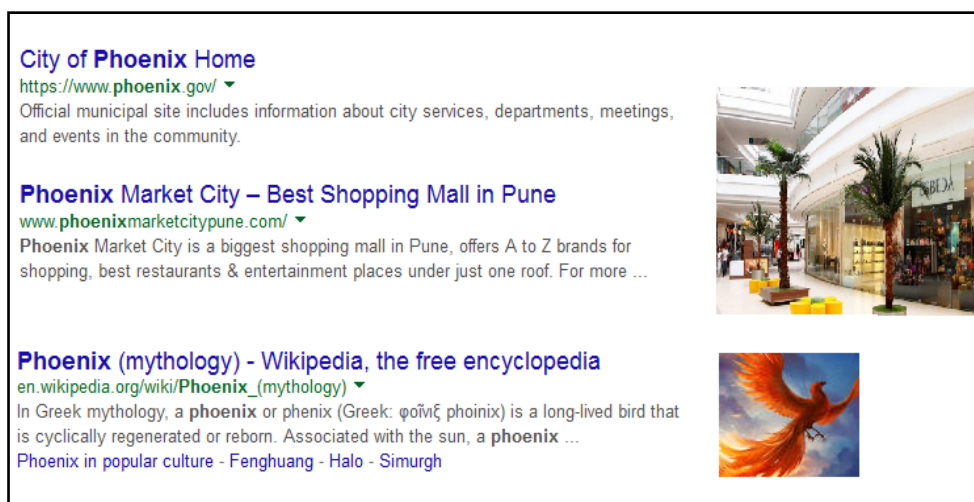 City of Phoenix Home
https://www.phoenix.gov/
Official municipal site includes information about city services, departments, meetings,
and events in the community.
Phoenix Market City – Best Shopping Mall in Pune
www.phoenixmarketcitypune.com/
Phoenix Market City is a biggest shopping mall in Pune, offers A to Z brands for
shopping, best restaurants & entertainment places under just one roof. For more ...
Phoenix (mythology) - Wikipedia, the free encyclopedia
en.wikipedia.org/wiki/Phoenix_(mythology)
In Greek mythology, a phoenix or phenix (Greek: φοῖνιξ phoinix) is a long-lived bird that
is cyclically regenerated or reborn. Associated with the sun, a phoenix ...
Phoenix in popular culture - Fenghuang - Halo - Simurgh